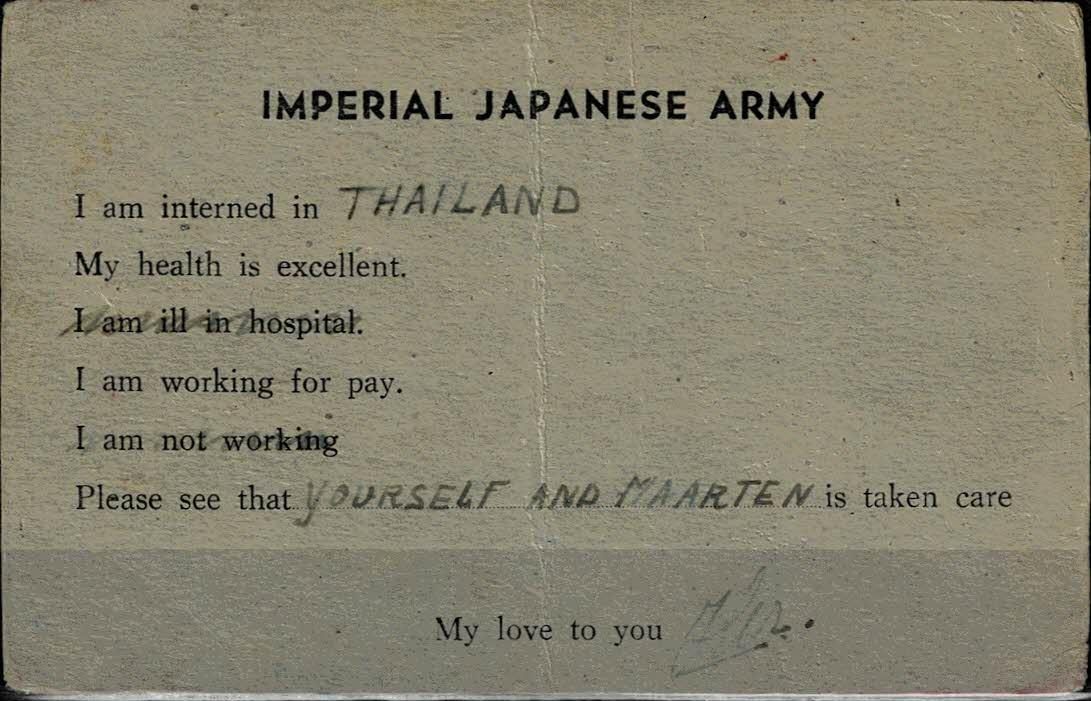 IMPERIAL JAPANESE ARMY
I am interned in THAILAND
My health is excellent.
I am ill in hospital.
I am working for pay.
I am not working
Please see that YOURSELF AND MAARTEN is taken care
My love to you